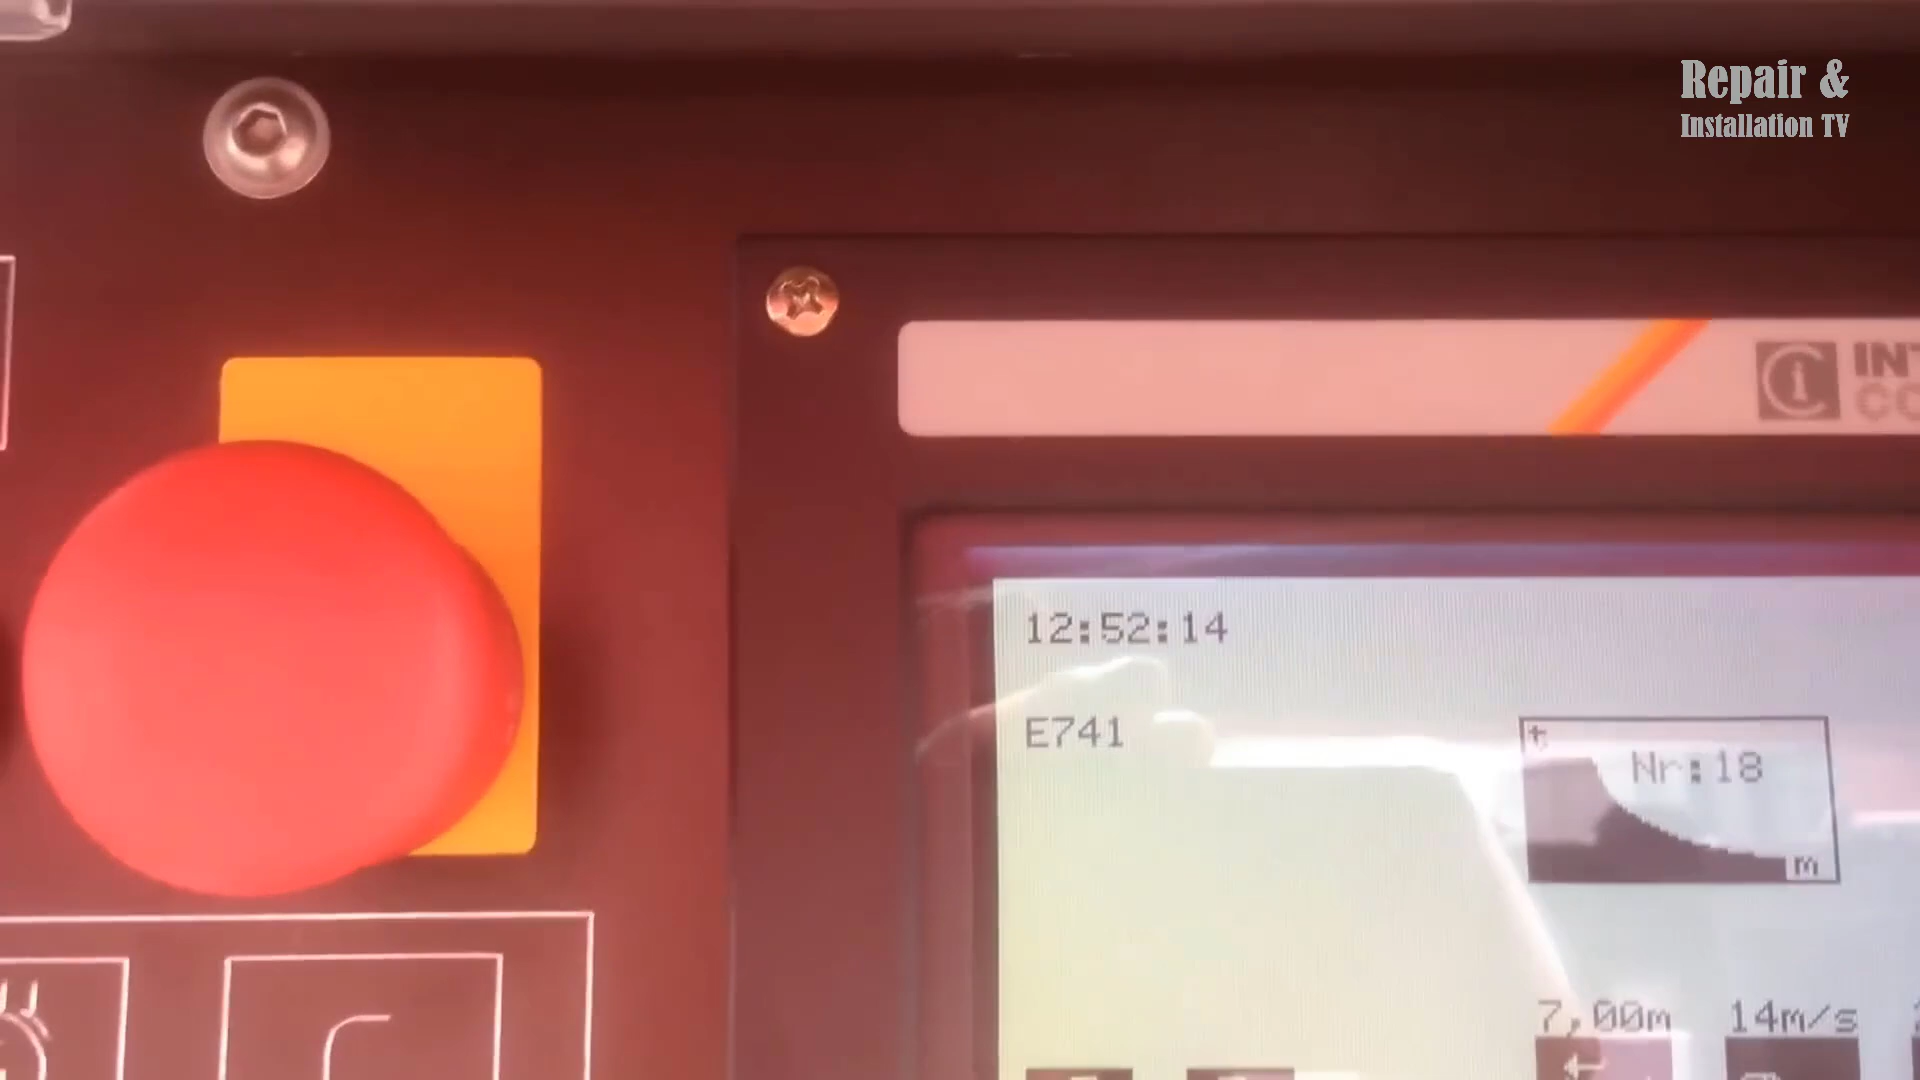 Repair &
Installation TV
12:52:14
E741
t
Nr:18
m
7,00m
14m/s